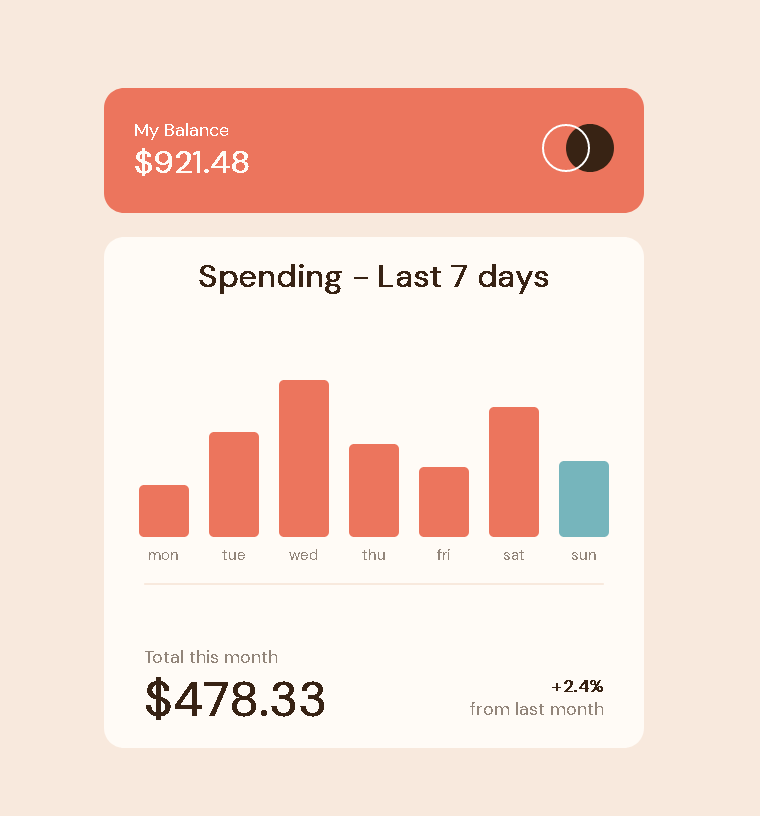 My Balance
$921.48
Spending – Last 7 days
mon tue wed thu fri sat sun
Total this month
$478.33
+2.4%
from last month